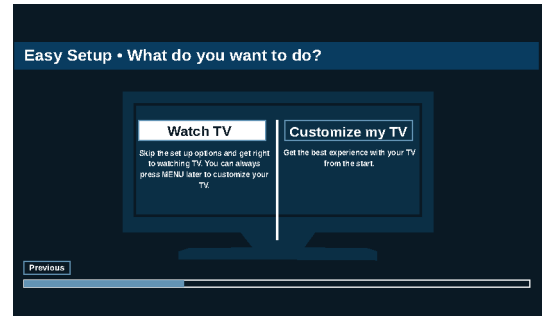 Easy Setup • What do you want to do?
Watch TV
Skip the set up options and get right
to watching TV. You can always
press MENU later to customize your
TV.
Customize my TV
Get the best experience with your TV
from the start.
Previous